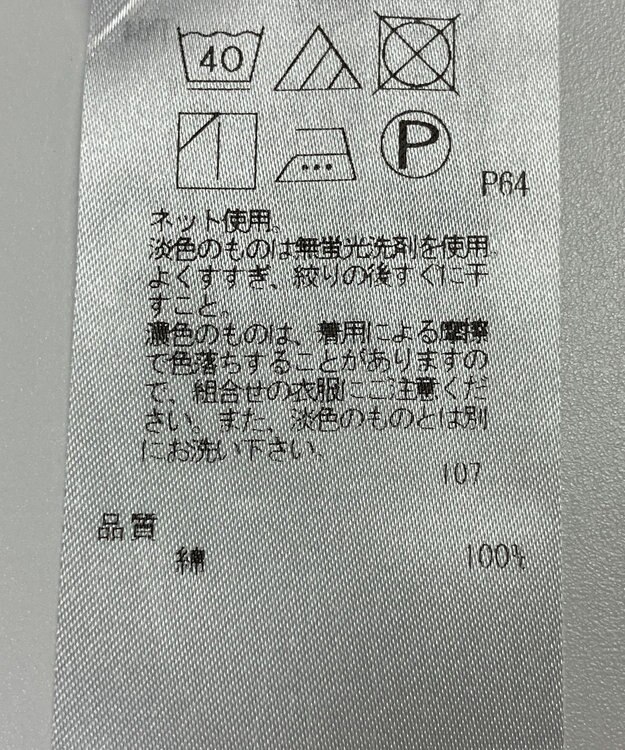 40
P
P64
ネット使用。
淡色のものは無蛍光洗剤を使用。
よくすすぎ、絞りの後すぐに干
すこと。
濃色のものは、着用による摩擦
で色落ちすることがありますの
で、組合せの衣服にご注意くだ
さい。また、淡色のものとは別
にお洗い下さい。
107
品質
綿 100%